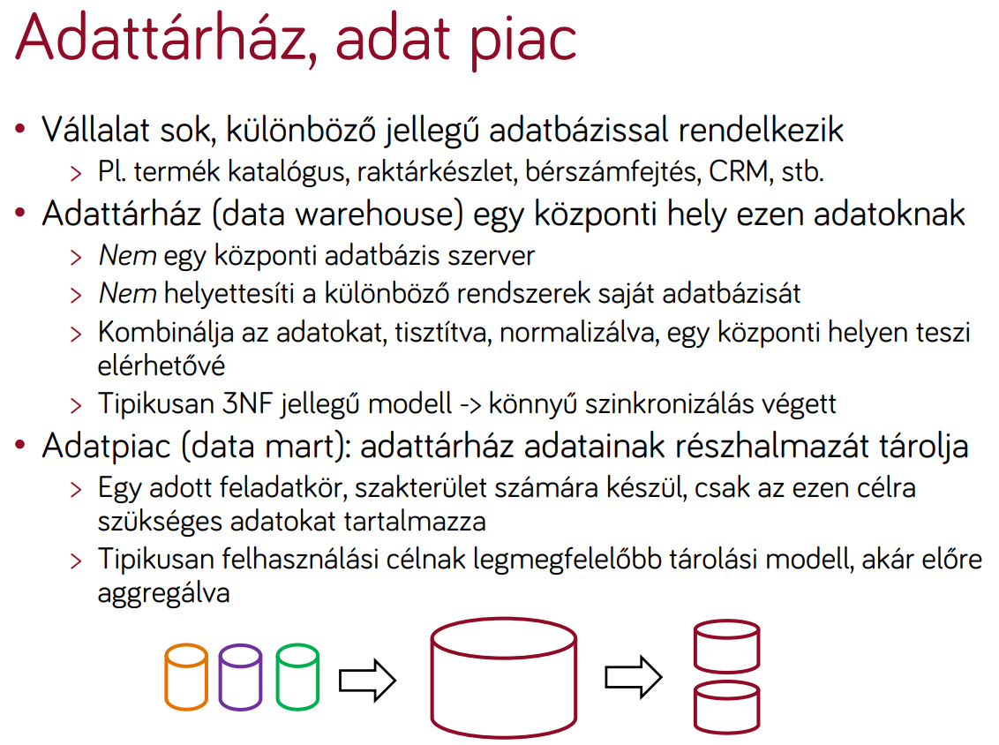 Adattárház, adat piac
• Vállalat sok, különböző jellegű adatbázissal rendelkezik
> Pl. termék katalógus, raktárkészlet, bérszámfejtés, CRM, stb.
• Adattárház (data warehouse) egy központi hely ezen adatoknak
> Nem egy központi adatbázis szerver
> Nem helyettesíti a különböző rendszerek saját adatbázisát
> Kombinálja az adatokat, tisztítva, normalizálva, egy központi helyen teszi
elérhetővé
> Tipikusan 3NF jellegű modell -> könnyű szinkronizálás végett
• Adatpiac (data mart): adattárház adatainak részhalmazát tárolja
> Egy adott feladatkör, szakterület számára készül, csak az ezen célra
szükséges adatokat tartalmazza
> Tipikusan felhasználási célnak legmegfelelőbb tárolási modell, akár előre
aggregálva